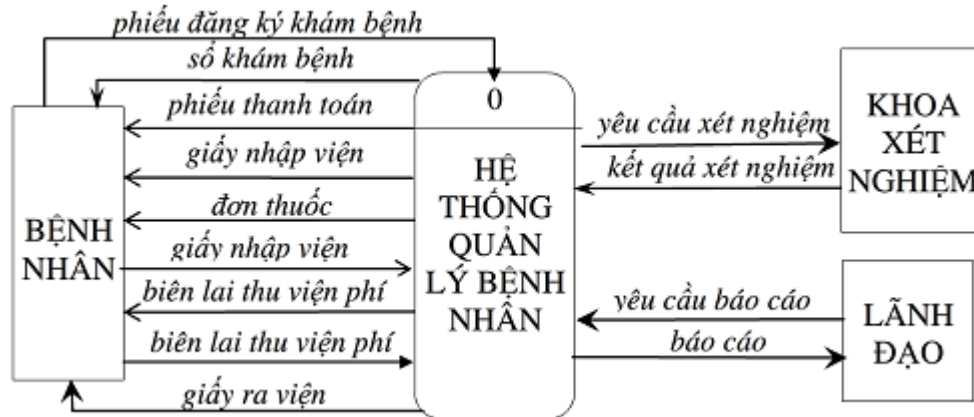 phiếu đăng ký khám bệnh
sổ khám bệnh
phiếu thanh toán
giấy nhập viện
đơn thuốc
giấy nhập viện
biên lai thu viện phí
biên lai thu viện phí
giấy ra viện
BỆNH
NHÂN
0
HỆ
THỐNG
QUẢN
LÝ BỆNH
NHÂN
yêu cầu xét nghiệm
kết quả xét nghiệm
yêu cầu báo cáo
báo cáo
KHOA
XÉT
NGHIỆM
LÃNH
ĐẠO